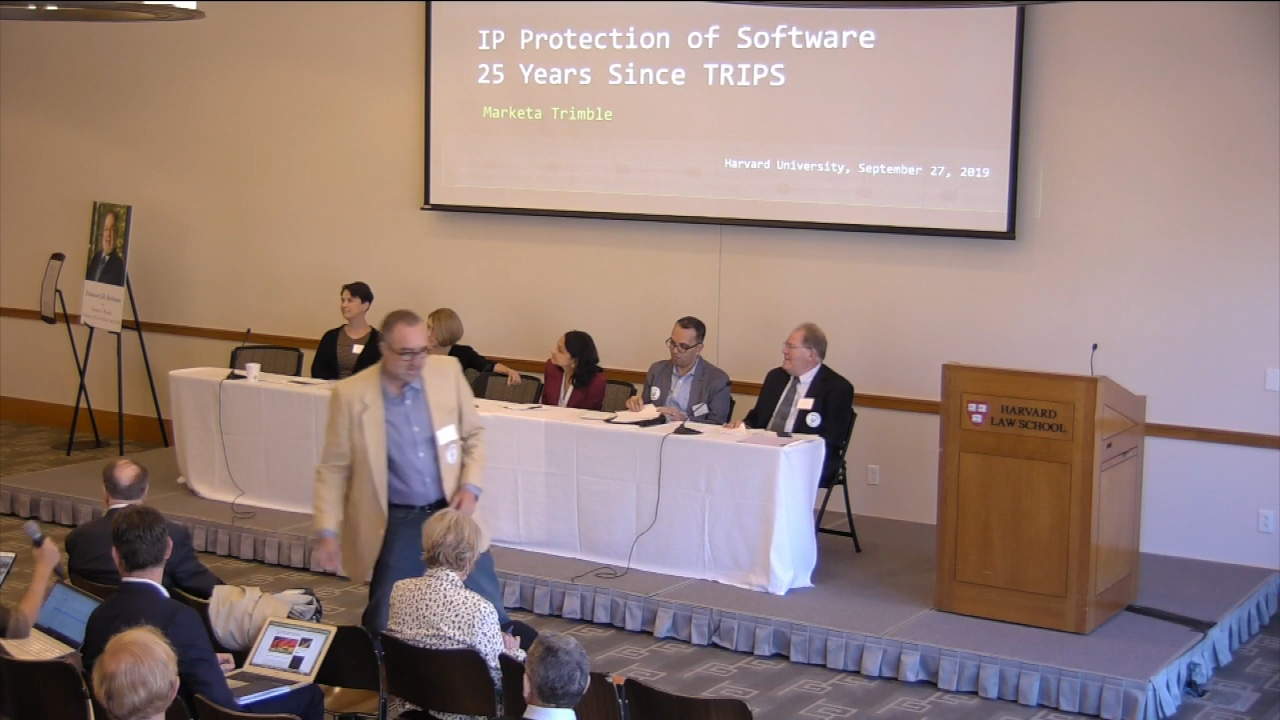 IP Protection of Software
25 Years Since TRIPS
Marketa Trimble
Harvard University, September 27, 2019
HARVARD
LAW SCHOOL